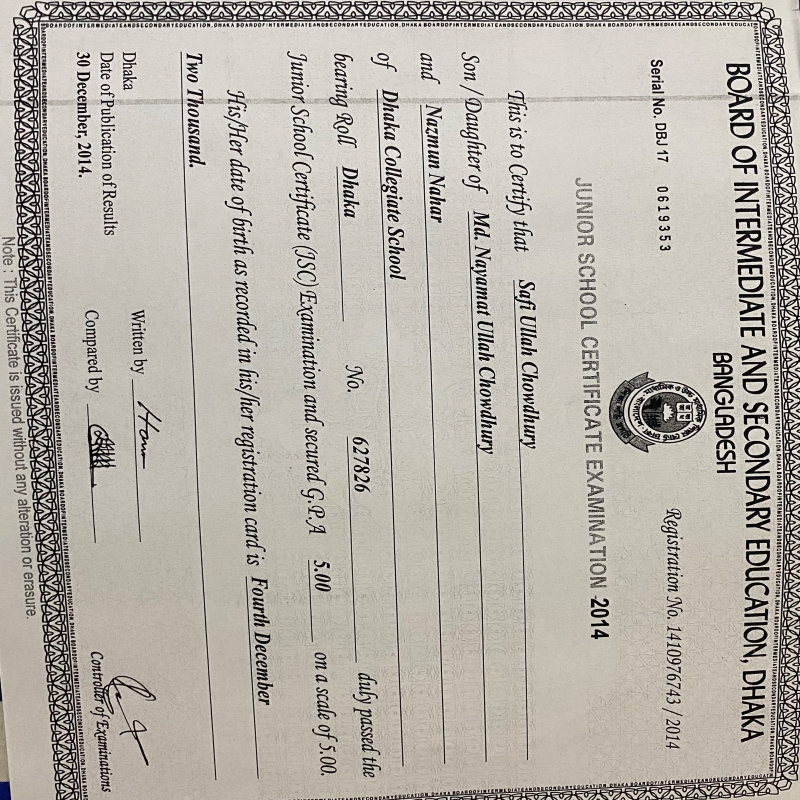 BOARD OF INTERMEDIATE AND SECONDARY EDUCATION, DHAKA
BANGLADESH
Serial No. DBJ 17 0619353
Registration No. 1410976743 / 2014
JUNIOR SCHOOL CERTIFICATE EXAMINATION -2014
This is to Certify that Safi Ullah Chowdhury
Son / Daughter of Md. Nayamat Ullah Chowdhury
and Nazmun Nahar
of Dhaka Collegiate School
bearing Roll Dhaka No. 627826 duly passed the
Junior School Certificate (JSC) Examination and secured G.P.A 5.00 on a scale of 5.00.
His/Her date of birth as recorded in his/her registration card is Fourth December
Two Thousand.
Dhaka
Date of Publication of Results
30 December, 2014.
Written by
Compared by
Controller of Examinations
Note : This Certificate is issued without any alteration or erasure.